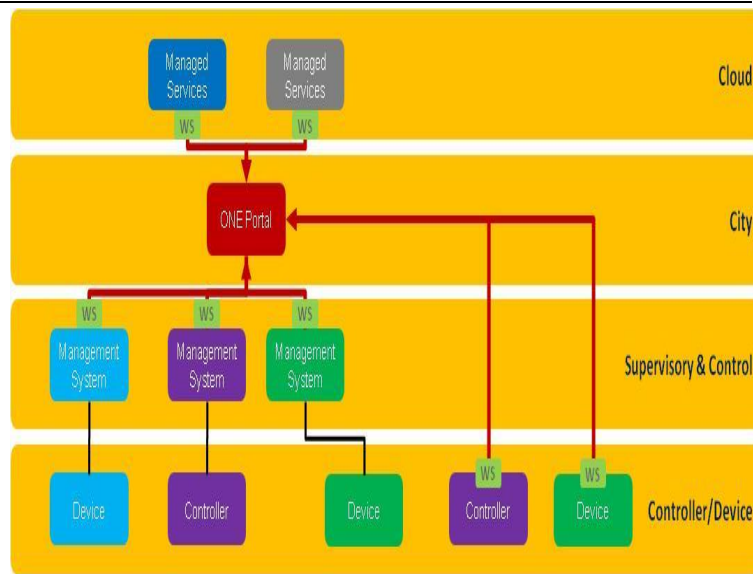 Managed
Services
Managed
Services
Cloud
WS
WS
ONE Portal
City
WS
WS
WS
Management
System
Management
System
Management
System
Supervisory & Control
WS
WS
Device
Controller
Device
Controller
Device
Controller/Device